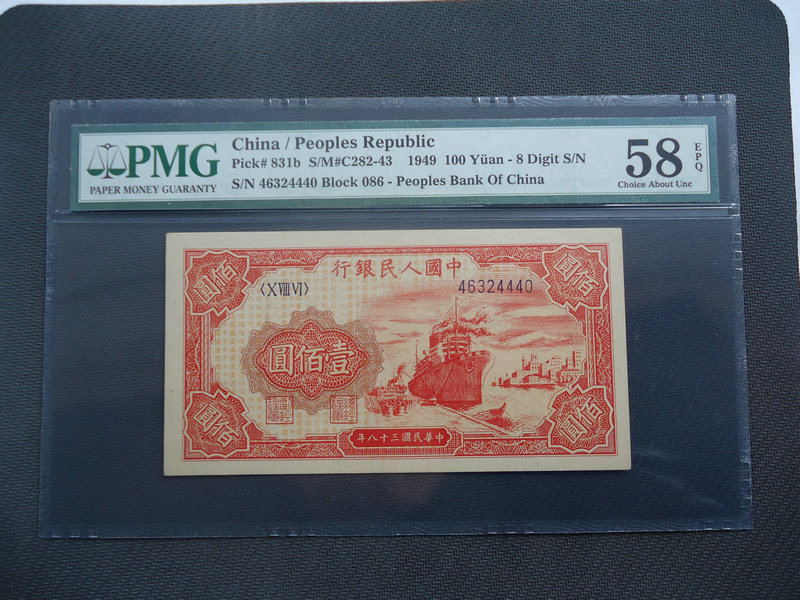 PMG
PAPER MONEY GUARANTY
China / Peoples Republic
Pick# 831b S/M#C282-43 1949 100 Yüan - 8 Digit S/N
S/N 46324440 Block 086 - Peoples Bank Of China
58
EPQ
Choice About Unc
行銀民人國中
〈X VIII VI〉
46324440
圓佰
圓佰
圓佰壹
圓佰
圓佰
年八十三國民華中